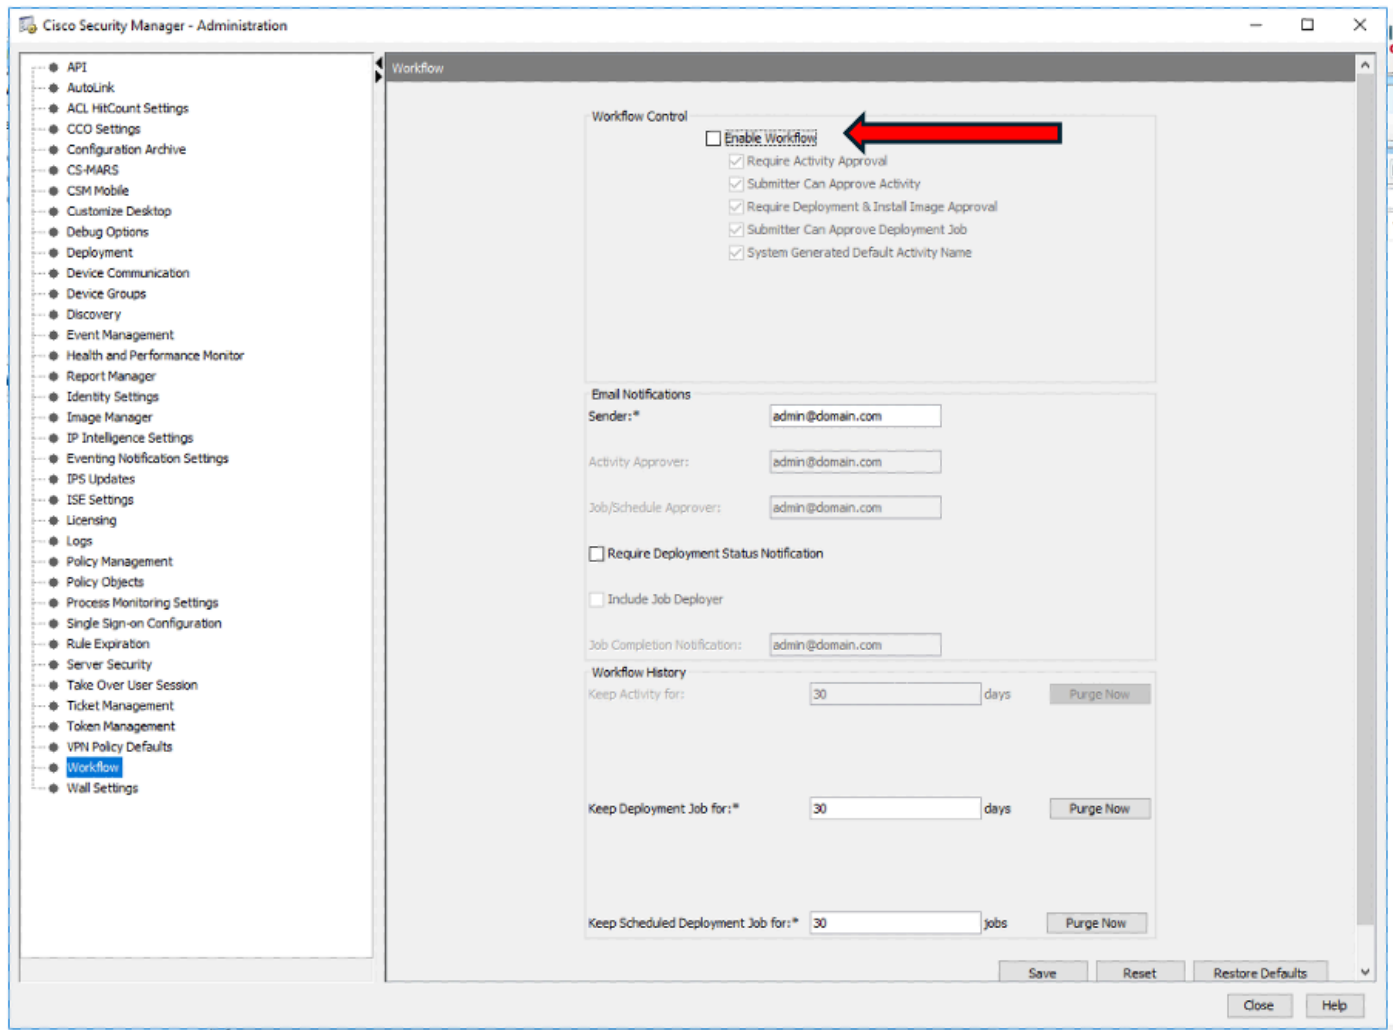 Cisco Security Manager - Administration
API
AutoLink
ACL HitCount Settings
CCO Settings
Configuration Archive
CS-MARS
CSM Mobile
Customize Desktop
Debug Options
Deployment
Device Communication
Device Groups
Discovery
Event Management
Health and Performance Monitor
Report Manager
Identity Settings
Image Manager
IP Intelligence Settings
Eventing Notification Settings
IPS Updates
ISE Settings
Licensing
Logs
Policy Management
Policy Objects
Process Monitoring Settings
Single Sign-on Configuration
Rule Expiration
Server Security
Take Over User Session
Ticket Management
Token Management
VPN Policy Defaults
Workflow
Wall Settings
Workflow
Workflow Control
Enable Workflow
Require Activity Approval
Submitter Can Approve Activity
Require Deployment & Install Image Approval
Submitter Can Approve Deployment Job
System Generated Default Activity Name
Email Notifications
Sender:* admin@domain.com
Activity Approver: admin@domain.com
Job/Schedule Approver: admin@domain.com
Require Deployment Status Notification
Include Job Deployer
Job Completion Notification: admin@domain.com
Workflow History
Keep Activity for: 30 days Purge Now
Keep Deployment Job for:* 30 days Purge Now
Keep Scheduled Deployment Job for:* 30 jobs Purge Now
Save Reset Restore Defaults
Close Help